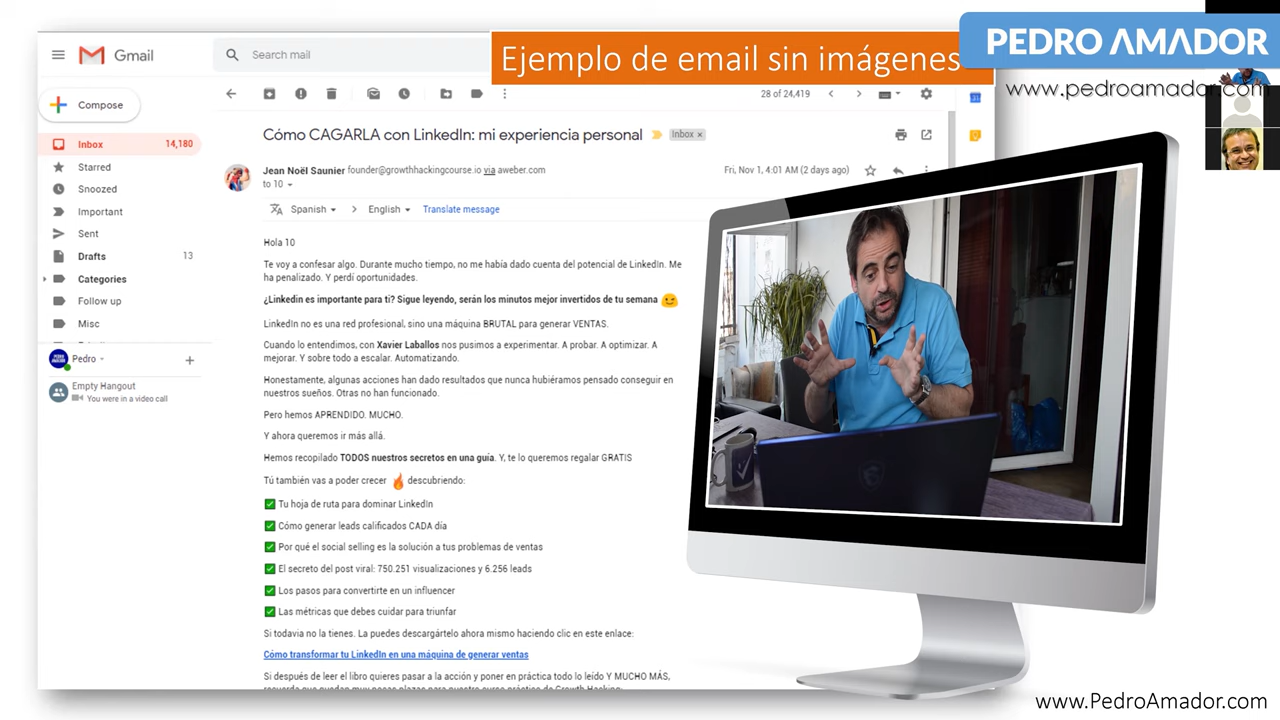 PEDRO AMADOR
www.pedroamador.com
Ejemplo de email sin imágenes
Gmail
Search mail
Compose
28 of 24,419
Inbox 14,180
Starred
Snoozed
Important
Sent
Drafts 13
Categories
Follow up
Misc
Pedro
Empty Hangout
You were in a video call
Cómo CAGARLA con LinkedIn: mi experiencia personal Inbox x
Jean Noël Saunier founder@growthhackingcourse.io via aweber.com Fri, Nov 1, 4:01 AM (2 days ago)
to 10
Spanish > English Translate message
Hola 10
Te voy a confesar algo. Durante mucho tiempo, no me había dado cuenta del potencial de LinkedIn. Me
ha penalizado. Y perdí oportunidades.
¿Linkedin es importante para ti? Sigue leyendo, serán los minutos mejor invertidos de tu semana 😉
LinkedIn no es una red profesional, sino una máquina BRUTAL para generar VENTAS.
Cuando lo entendimos, con Xavier Laballos nos pusimos a experimentar. A probar. A optimizar. A
mejorar. Y sobre todo a escalar. Automatizando.
Honestamente, algunas acciones han dado resultados que nunca hubiéramos pensado conseguir en
nuestros sueños. Otras no han funcionado.
Pero hemos APRENDIDO. MUCHO.
Y ahora queremos ir más allá.
Hemos recopilado TODOS nuestros secretos en una guía. Y, te lo queremos regalar GRATIS
Tú también vas a poder crecer 🔥 descubriendo:
✅ Tu hoja de ruta para dominar LinkedIn
✅ Cómo generar leads calificados CADA día
✅ Por qué el social selling es la solución a tus problemas de ventas
✅ El secreto del post viral: 750.251 visualizaciones y 6.256 leads
✅ Los pasos para convertirte en un influencer
✅ Las métricas que debes cuidar para triunfar
Si todavia no la tienes. La puedes descargártelo ahora mismo haciendo clic en este enlace:
Cómo transformar tu LinkedIn en una máquina de generar ventas
Si después de leer el libro quieres pasar a la acción y poner en práctica todo lo leído Y MUCHO MÁS,
www.PedroAmador.com